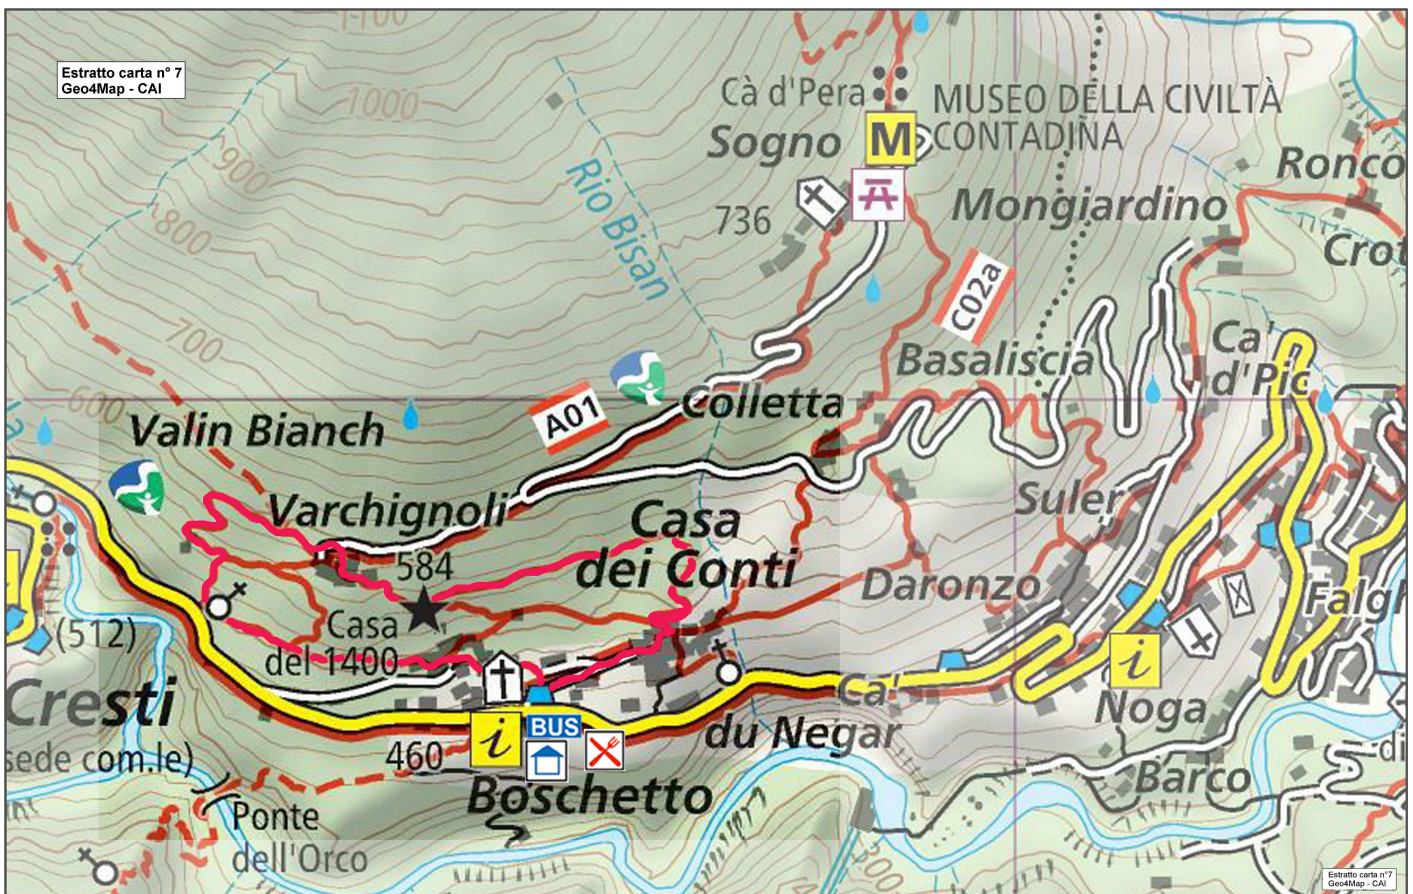 1100
Estratto carta n° 7
Geo4Map - CAI
1000
Cà d'Pera
MUSEO DELLA CIVILTÀ
CONTADINA
M
Sogno
Ronco
900
Rio Bisan
Mongiardino
736
800
Crot
C02a
700
Ca'
d'Pic
Basaliscia
600
A01
Colletta
Valin Bianch
Varchignoli
Casa
dei Conti
Suler
584
Daronzo
Falgh
(512)
Casa
del 1400
i
Cresti
Ca'
du Negar
Noga
i
BUS
460
(sede com.le)
Barco
di
Boschetto
Ponte
dell'Orco
Estratto carta n°7
Geo4Map - CAI